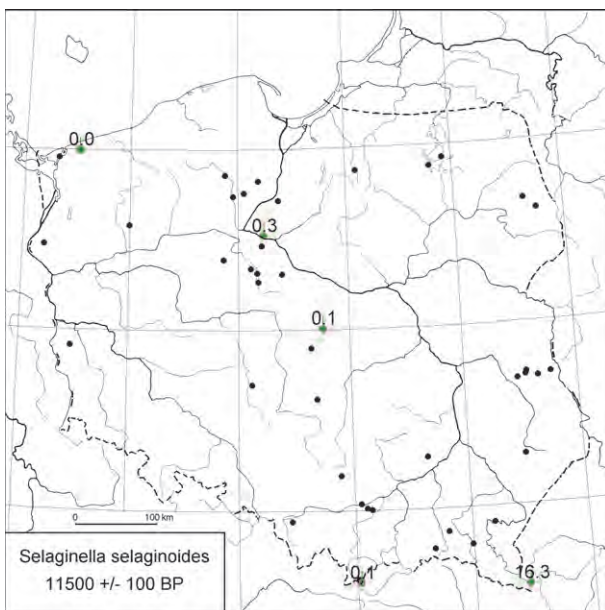 0.0
0.3
0.1
0 100 km
0.1 16.3
Selaginella selaginoides
11500 +/- 100 BP